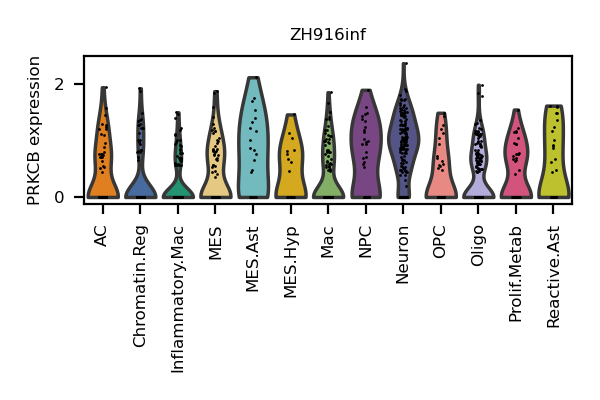 ZH916inf
PRKCB expression
2
0
AC
Chromatin.Reg
Inflammatory.Mac
MES
MES.Ast
MES.Hyp
Mac
NPC
Neuron
OPC
Oligo
Prolif.Metab
Reactive.Ast